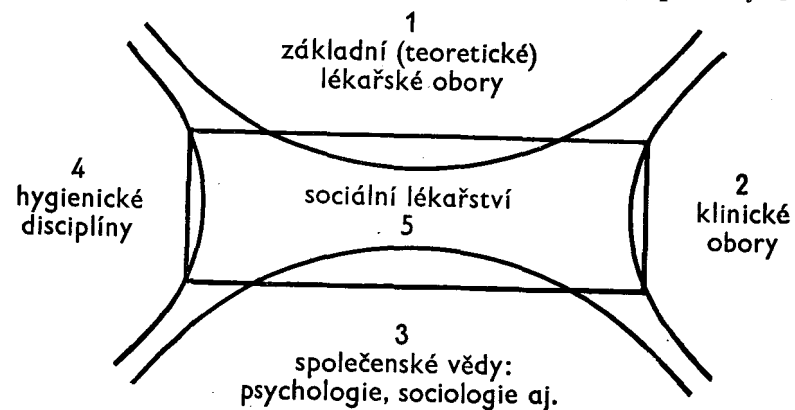 1
základní (teoretické)
lékařské obory
4
hygienické
disciplíny
sociální lékařství
5
2
klinické
obory
3
společenské vědy:
psychologie, sociologie aj.